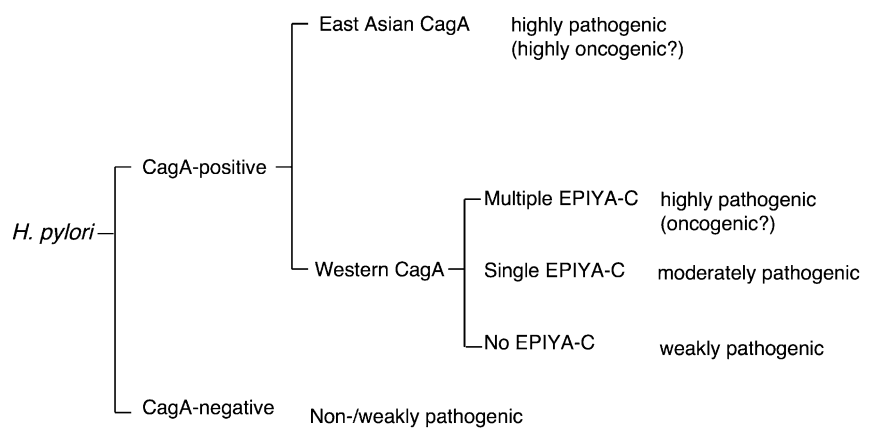 East Asian CagA highly pathogenic
(highly oncogenic?)
CagA-positive
Multiple EPIYA-C highly pathogenic
(oncogenic?)
H. pylori
Western CagA Single EPIYA-C moderately pathogenic
No EPIYA-C weakly pathogenic
CagA-negative Non-/weakly pathogenic